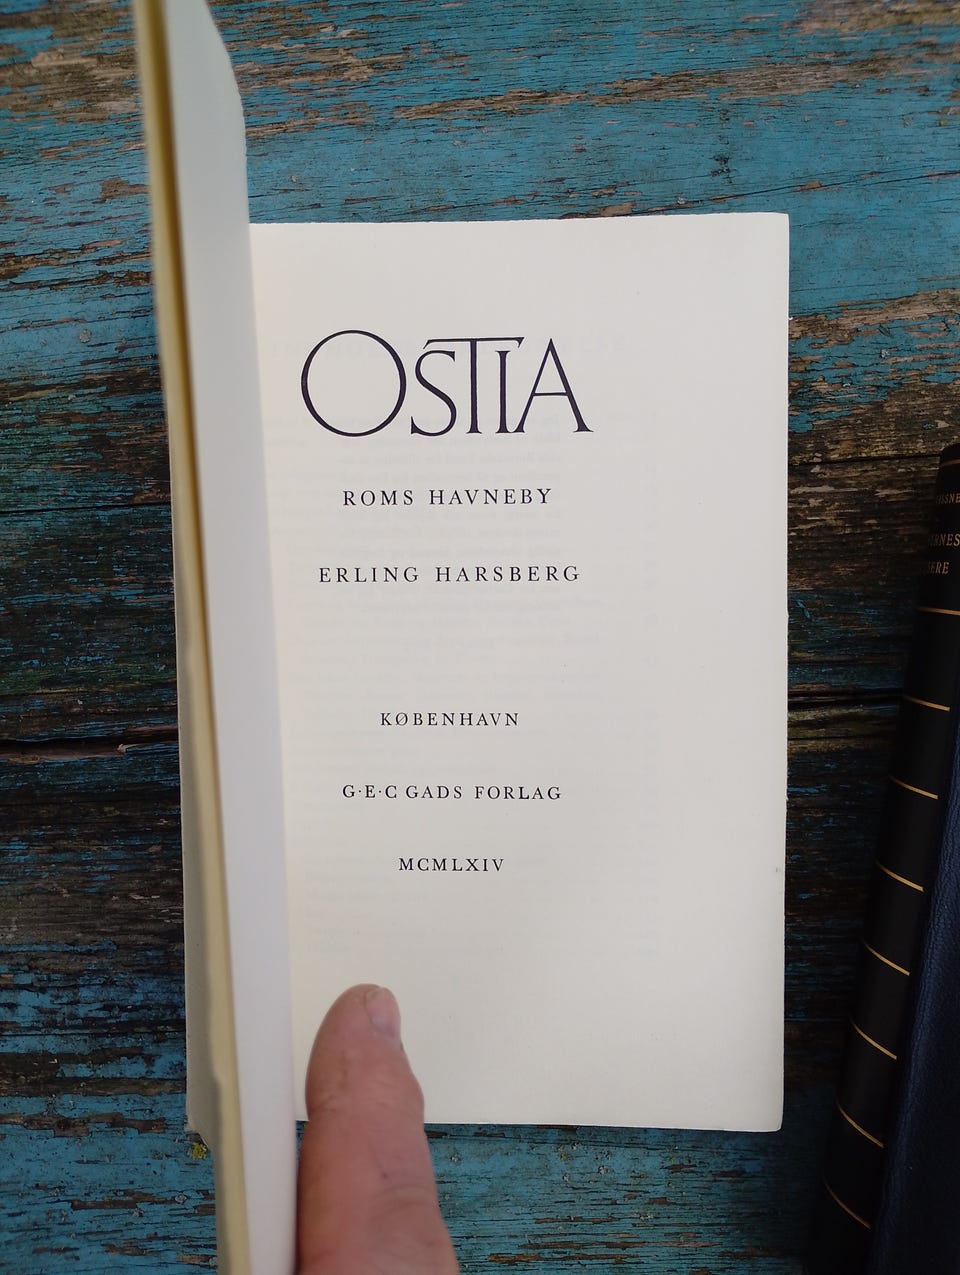 OSTIA
ROMS HAVNEBY
ERLING HARSBERG
KØBENHAVN
G·E·C GADS FORLAG
MCMLXIV